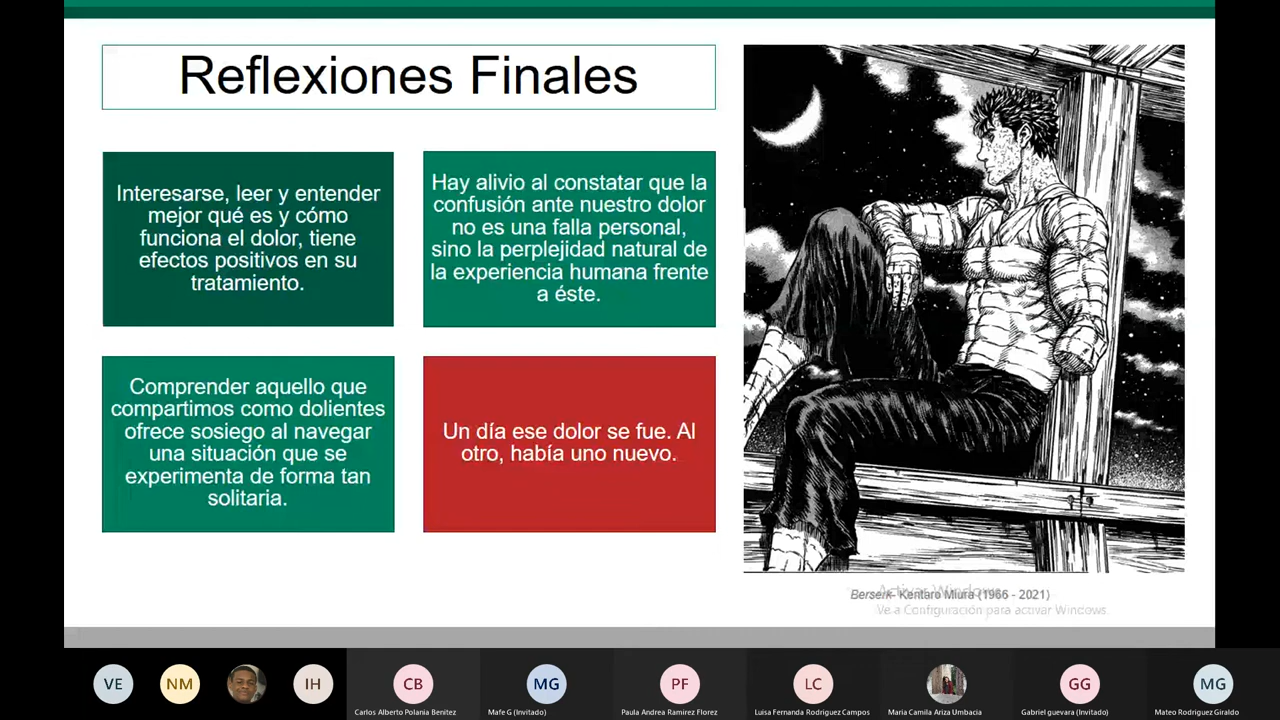 Reflexiones Finales
Interesarse, leer y entender
mejor qué es y cómo
funciona el dolor, tiene
efectos positivos en su
tratamiento.
Hay alivio al constatar que la
confusión ante nuestro dolor
no es una falla personal,
sino la perplejidad natural de
la experiencia humana frente
a éste.
Comprender aquello que
compartimos como dolientes
ofrece sosiego al navegar
una situación que se
experimenta de forma tan
solitaria.
Un día ese dolor se fue. Al
otro, había uno nuevo.
Activar Windows
Berserk- Kentaro Miura (1966 - 2021)
Ve a Configuración para activar Windows.
VE
NM
IH
CB
MG
PF
LC
GG
MG
Carlos Alberto Polania Benitez
Mafe G (Invitado)
Paula Andrea Ramirez Florez
Luisa Fernanda Rodriguez Campos
Maria Camila Ariza Umbacia
Gabriel guevara (Invitado)
Mateo Rodriguez Giraldo